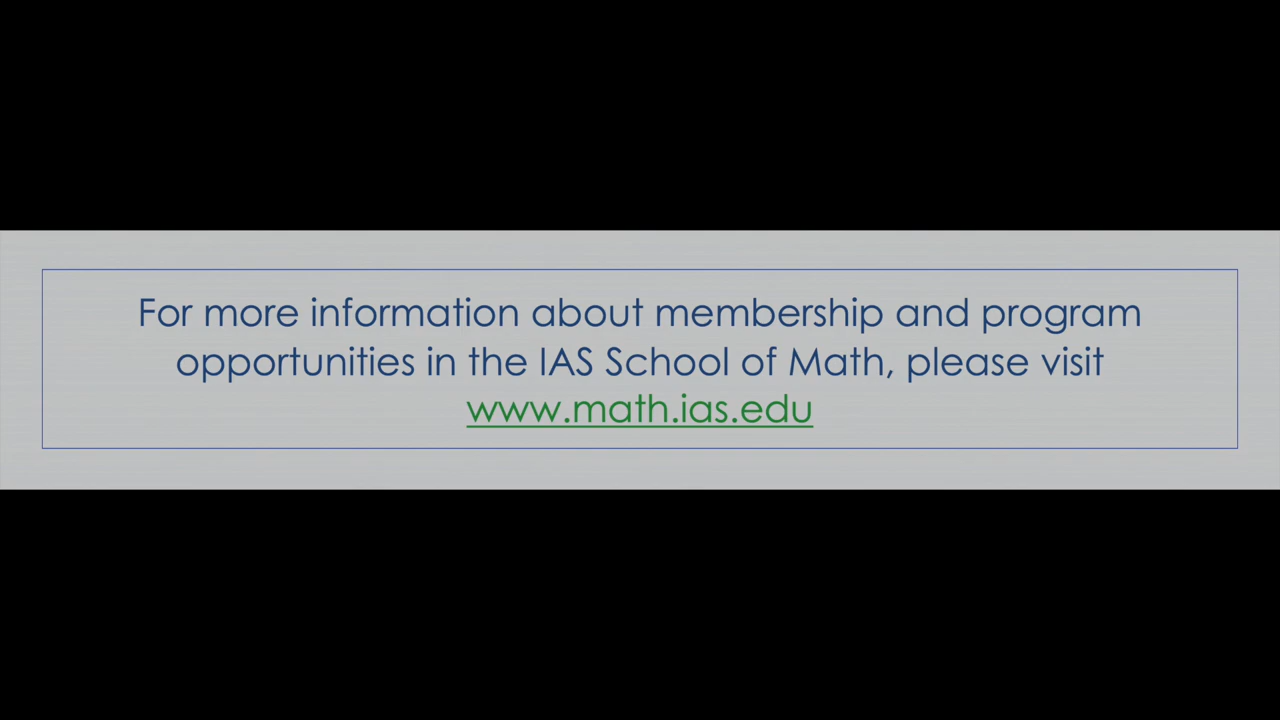 For more information about membership and program
opportunities in the IAS School of Math, please visit
www.math.ias.edu